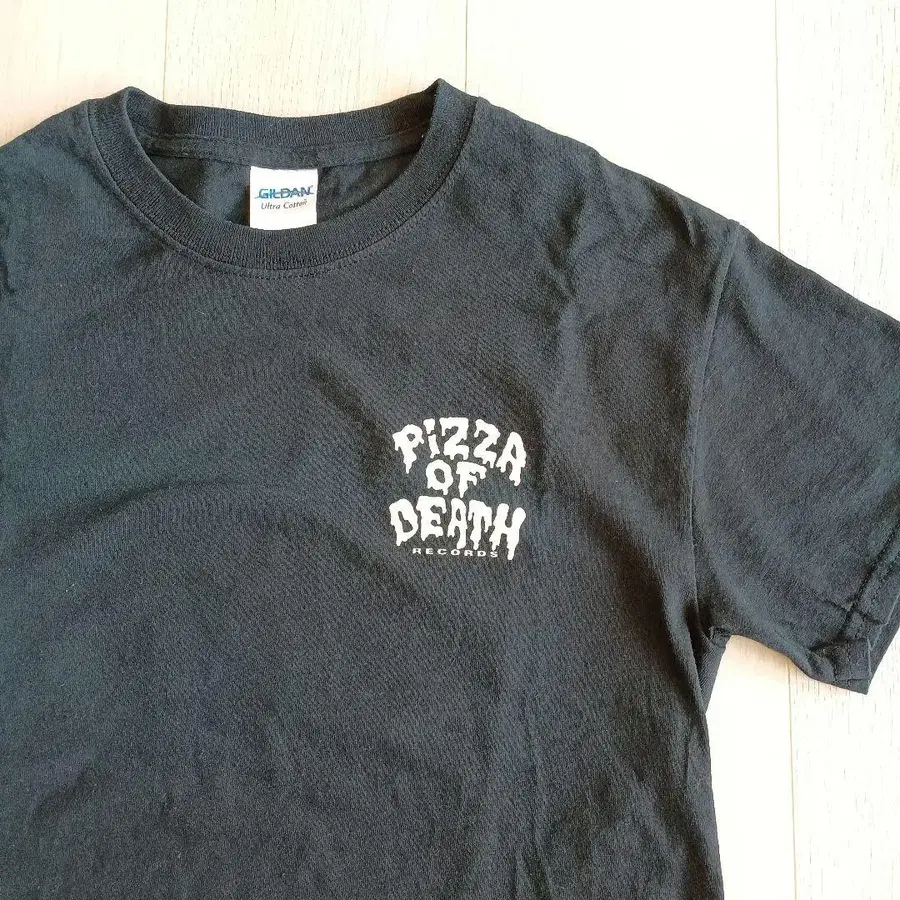 GILDAN
Ultra Cotton
PiZZA
OF
DEATH
RECORDS